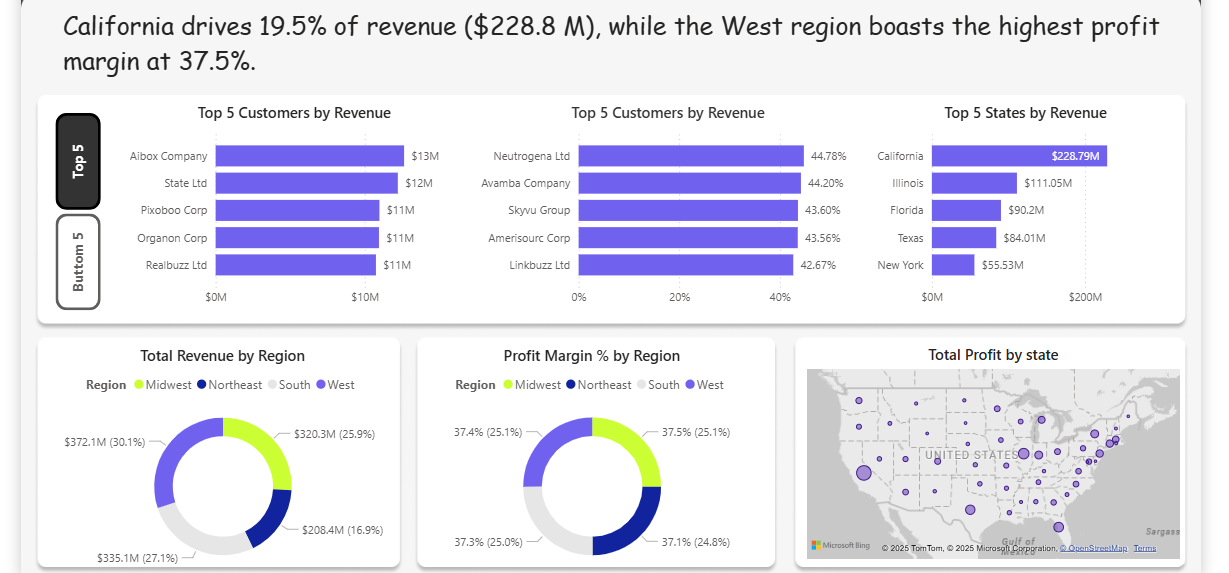 California drives 19.5% of revenue ($228.8 M), while the West region boasts the highest profit
margin at 37.5%.
Top 5
Buttom 5
Top 5 Customers by Revenue
Aibox Company $13M
State Ltd $12M
Pixoboo Corp $11M
Organon Corp $11M
Realbuzz Ltd $11M
$0M $10M
Top 5 Customers by Revenue
Neutrogena Ltd 44.78%
Avamba Company 44.20%
Skyvu Group 43.60%
Amerisourc Corp 43.56%
Linkbuzz Ltd 42.67%
0% 20% 40%
Top 5 States by Revenue
California $228.79M
Illinois $111.05M
Florida $90.2M
Texas $84.01M
New York $55.53M
$0M $200M
Total Revenue by Region
Region Midwest Northeast South West
$372.1M (30.1%)
$320.3M (25.9%)
$208.4M (16.9%)
$335.1M (27.1%)
Profit Margin % by Region
Region Midwest Northeast South West
37.4% (25.1%)
37.5% (25.1%)
37.3% (25.0%)
37.1% (24.8%)
Total Profit by state
UNITED STATES
Sargass
Gulf of
Microsoft Bing
© 2025 TomTom, © 2025 Microsoft Corporation, © OpenStreetMap Terms